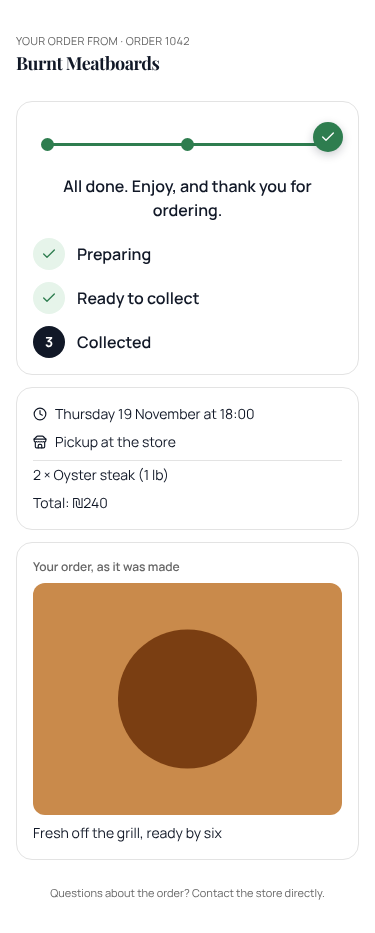 YOUR ORDER FROM · ORDER 1042
Burnt Meatboards
All done. Enjoy, and thank you for
ordering.
Preparing
Ready to collect
3 Collected
Thursday 19 November at 18:00
Pickup at the store
2 × Oyster steak (1 lb)
Total: ₪240
Your order, as it was made
Fresh off the grill, ready by six
Questions about the order? Contact the store directly.